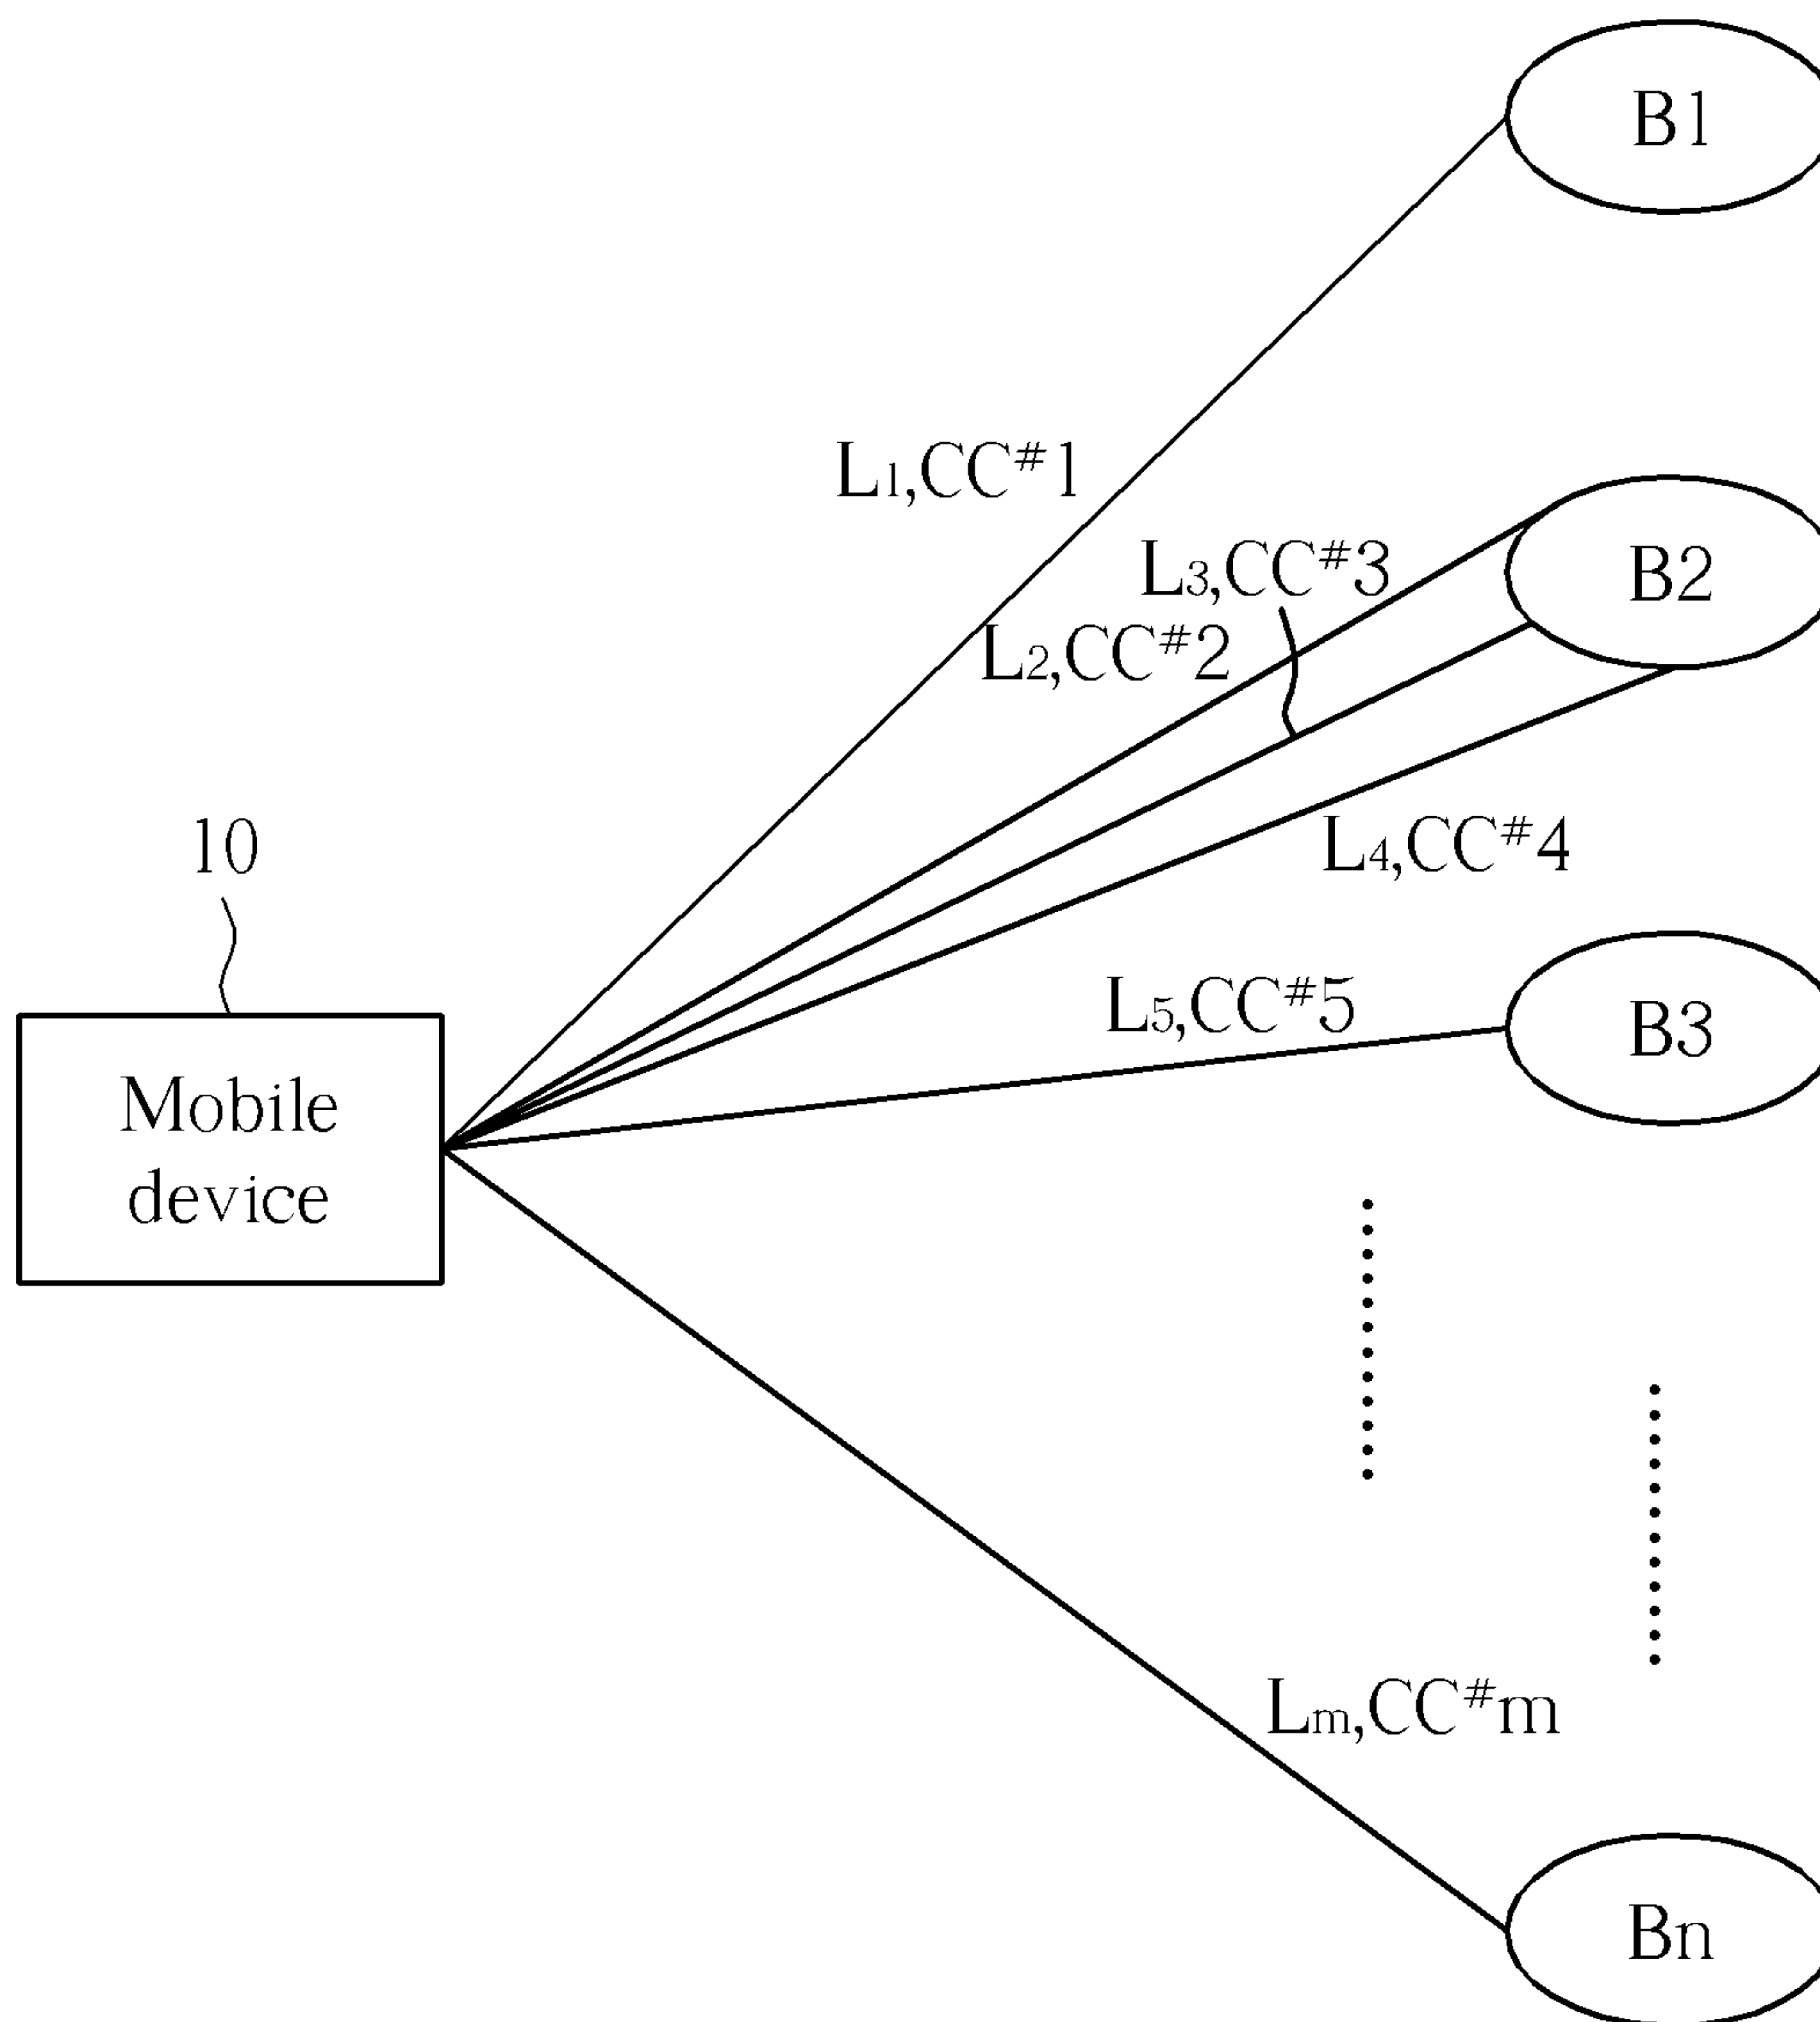 B1
L1,CC#1
L3,CC#3
B2
L2,CC#2
10
L4,CC#4
L5,CC#5
B3
Mobile
device
Lm,CC#m
Bn